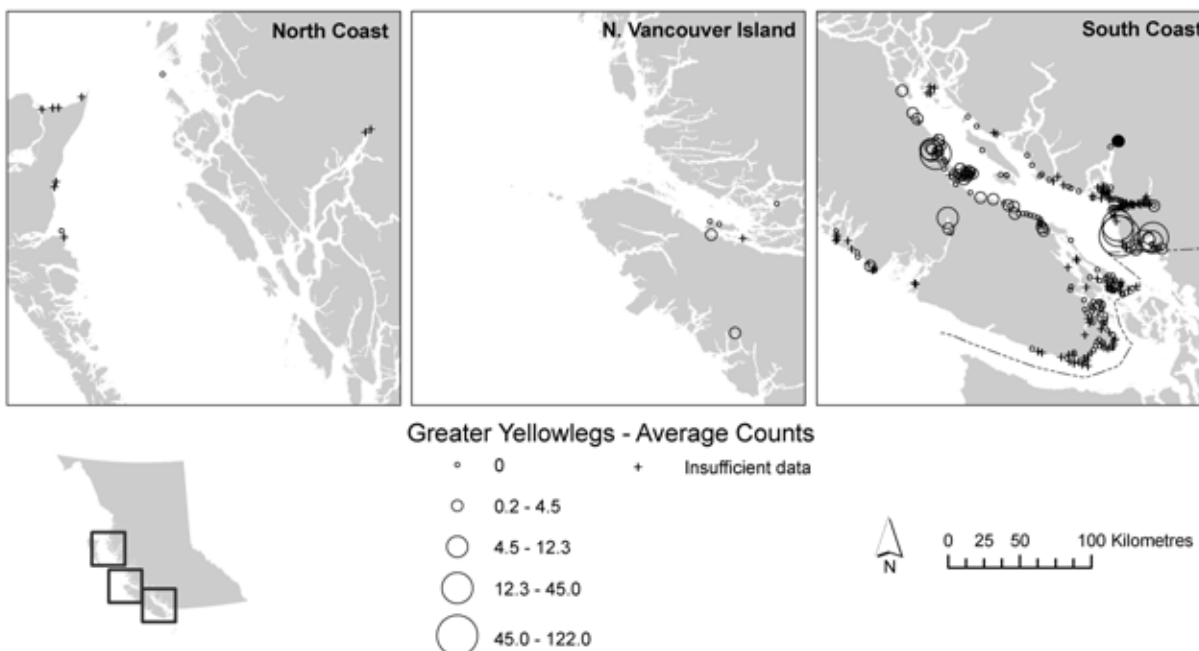 North Coast
N. Vancouver Island
South Coast
Greater Yellowlegs - Average Counts
0
+ Insufficient data
0.2 - 4.5
4.5 - 12.3
12.3 - 45.0
45.0 - 122.0
N
0 25 50 100 Kilometres